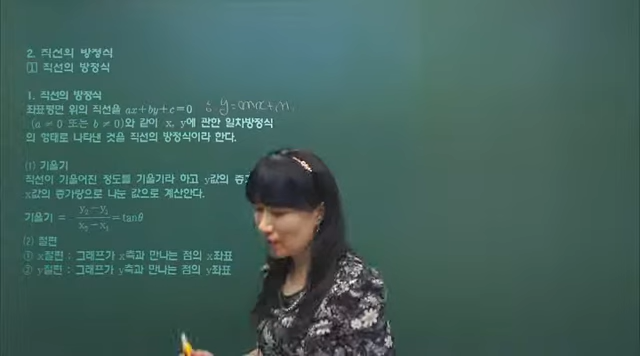 2. 직선의 방정식
① 직선의 방정식
1. 직선의 방정식
좌표평면 위의 직선을 ax+by+c=0 : y=mx+n,
(a ≠ 0 또는 b ≠ 0)와 같이 x, y에 관한 일차방정식
의 형태로 나타낸 것을 직선의 방정식이라 한다.
(1) 기울기
직선이 기울어진 정도를 기울기라 하고 y값의 증
x값의 증가량으로 나눈 값으로 계산한다.
기울기 = (y₂-y₁)/(x₂-x₁) = tanθ
(2) 절편
① x절편 : 그래프가 x축과 만나는 점의 x좌표
② y절편 : 그래프가 y축과 만나는 점의 y좌표